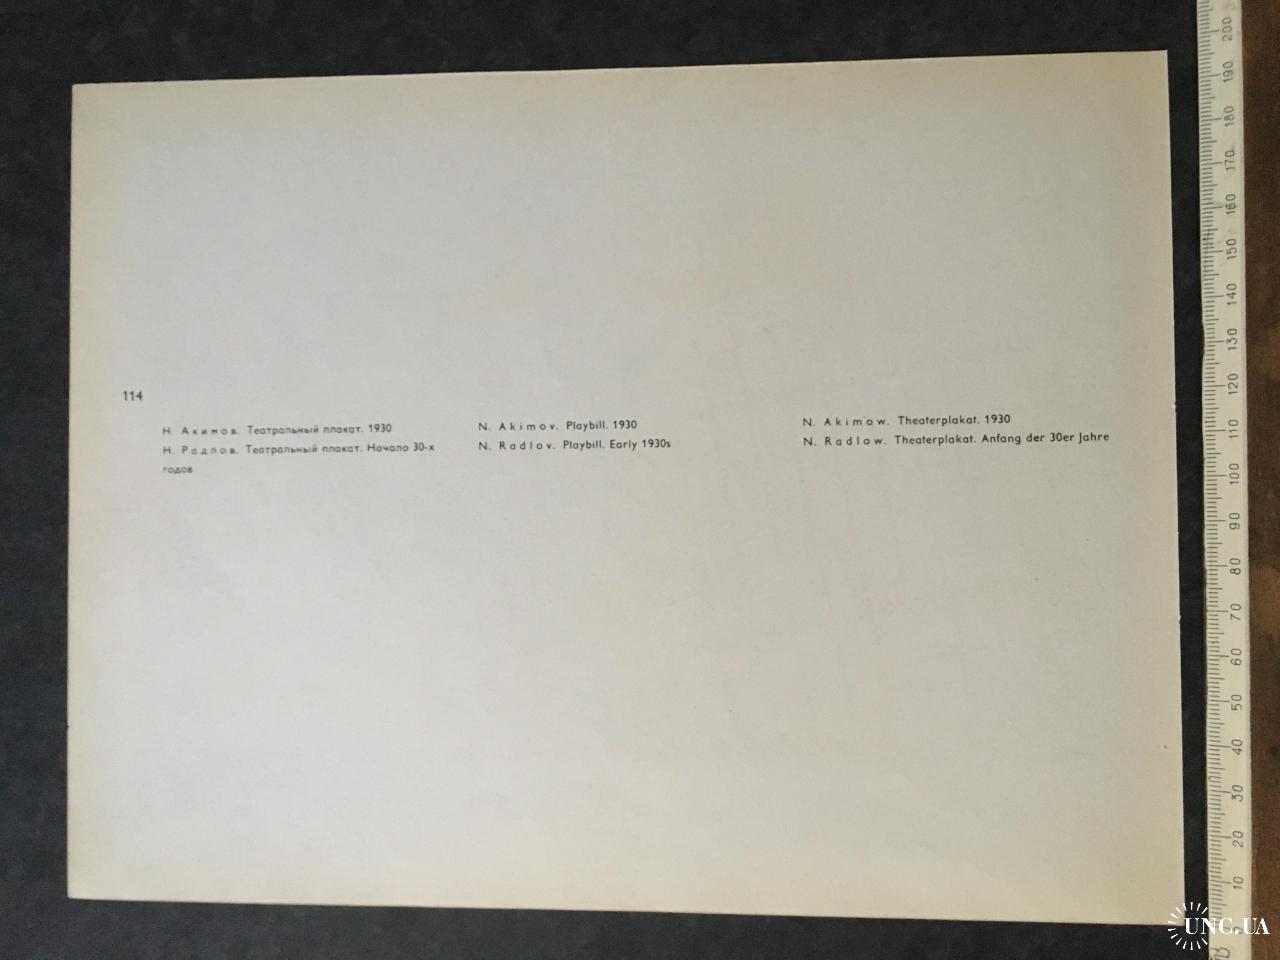 114
Н. Акимов. Театральный плакат. 1930
Н. Радлов. Театральный плакат. Начало 30-х
годов
N. Akimov. Playbill. 1930
N. Radlov. Playbill. Early 1930s
N. Akimow. Theaterplakat. 1930
N. Radlow. Theaterplakat. Anfang der 30er Jahre
200
190
180
170
160
150
140
130
120
110
100
90
80
70
60
50
40
30
20
10
UNC.UA